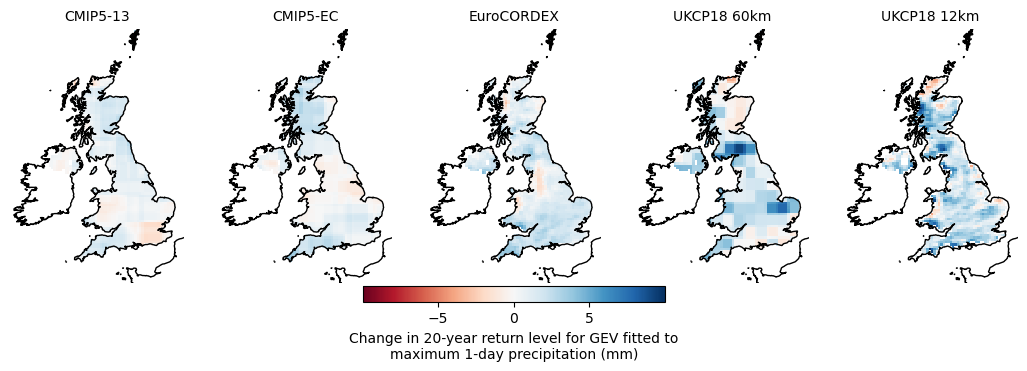 CMIP5-13 CMIP5-EC EuroCORDEX UKCP18 60km UKCP18 12km
−5 0 5
Change in 20-year return level for GEV fitted to
maximum 1-day precipitation (mm)